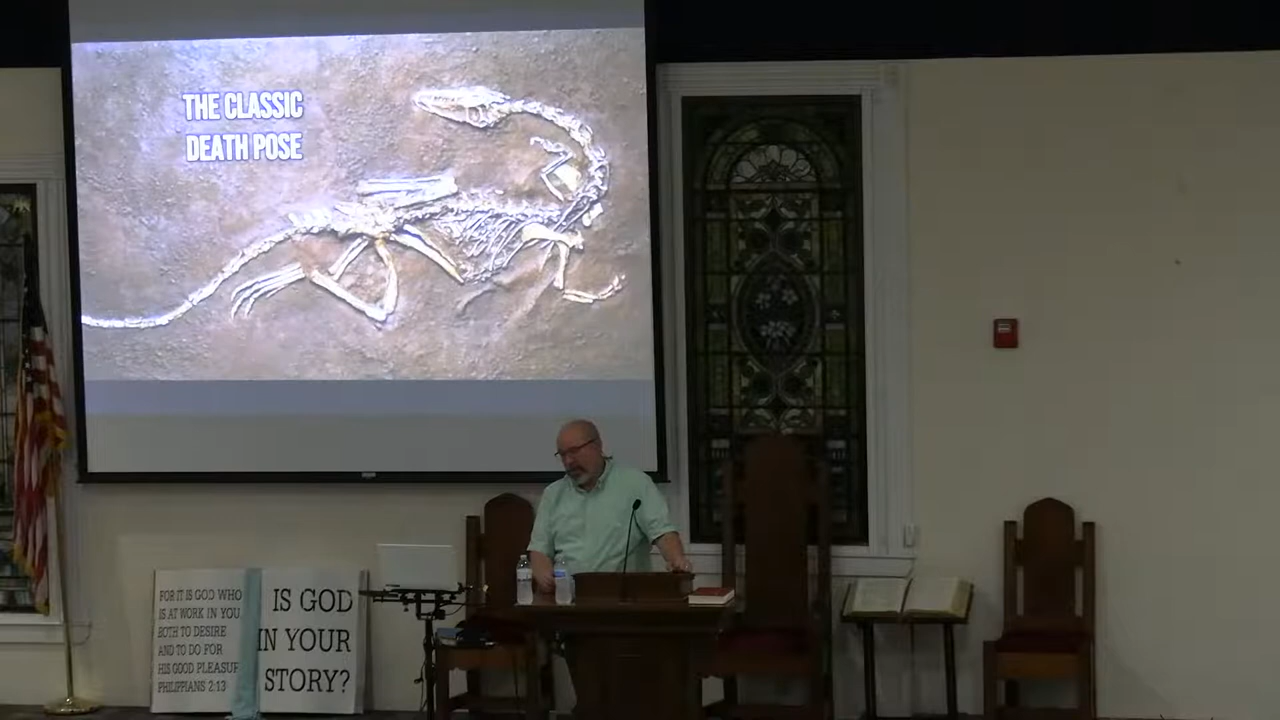 THE CLASSIC
DEATH POSE
FOR IT IS GOD WHO
IS AT WORK IN YOU
BOTH TO DESIRE
AND TO DO FOR
HIS GOOD PLEASUR
PHILIPPIANS 2:13
IS GOD
IN YOUR
STORY?